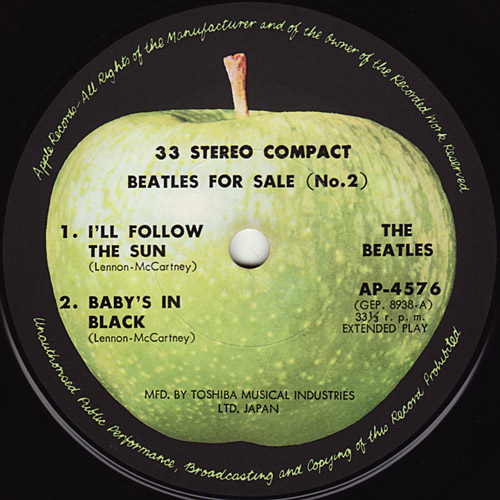 Apple Records-All Rights of the Manufacturer and of the Owner of the Recorded Work Reserved
33 STEREO COMPACT
BEATLES FOR SALE (No.2)
1. I'LL FOLLOW
THE SUN
(Lennon-McCartney)
2. BABY'S IN
BLACK
(Lennon-McCartney)
THE
BEATLES
AP-4576
(GEP. 8938-A)
33⅓ r. p. m.
EXTENDED PLAY
MFD. BY TOSHIBA MUSICAL INDUSTRIES
LTD. JAPAN
Unauthorised Public Performance, Broadcasting and Copying of this Record Prohibited